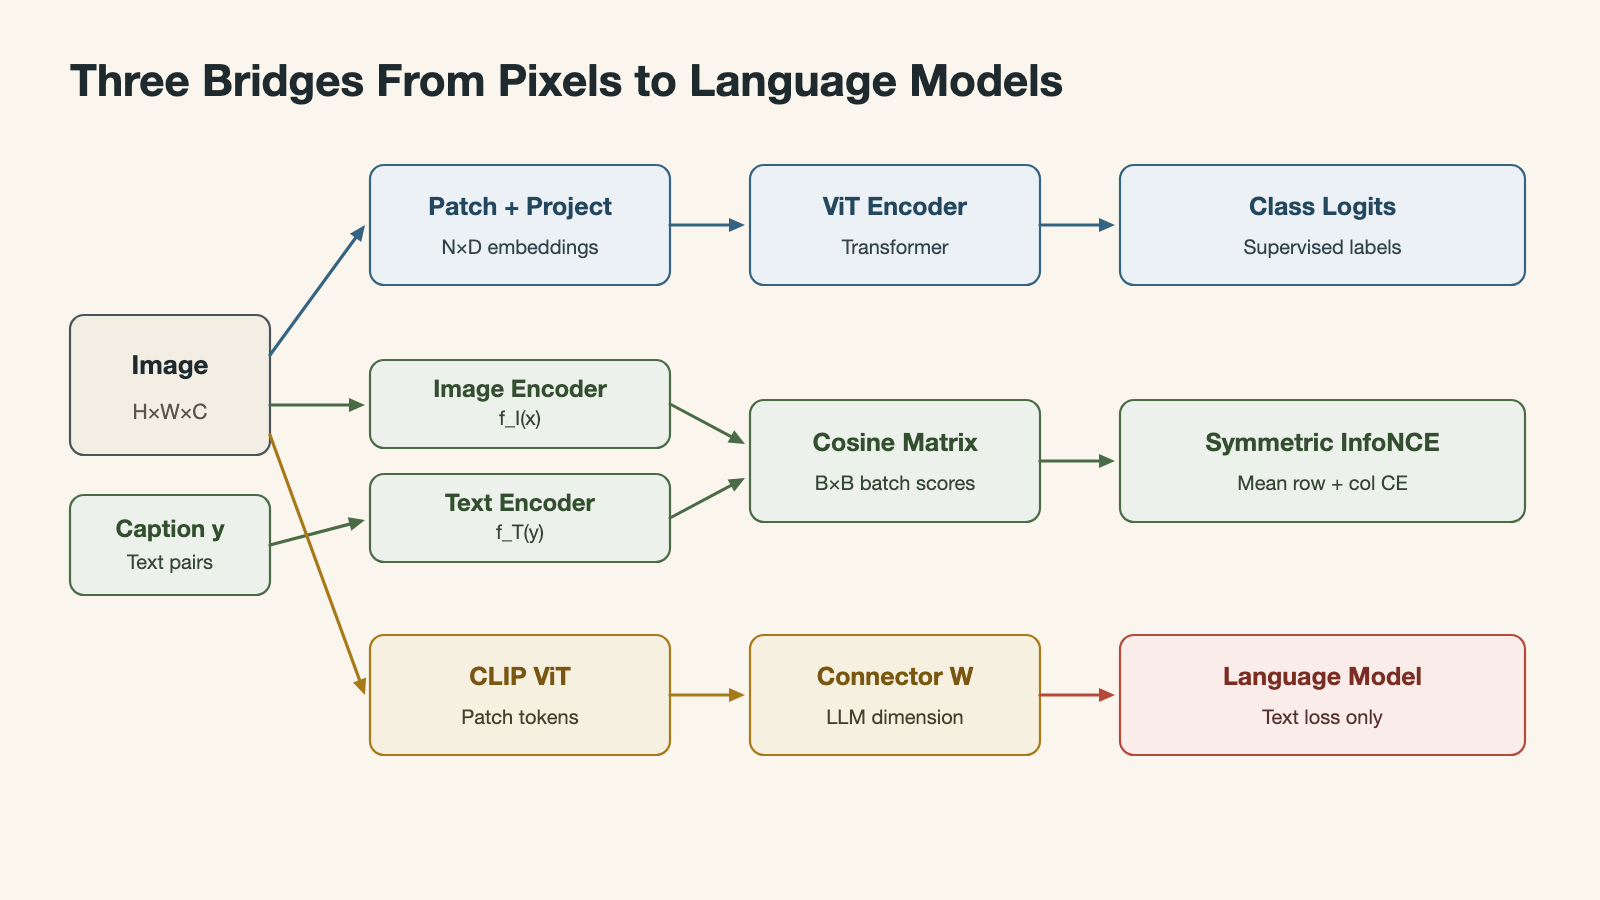 Three Bridges From Pixels to Language Models
Patch + Project
N×D embeddings
ViT Encoder
Transformer
Class Logits
Supervised labels
Image
H×W×C
Image Encoder
f_I(x)
Caption y
Text pairs
Text Encoder
f_T(y)
Cosine Matrix
B×B batch scores
Symmetric InfoNCE
Mean row + col CE
CLIP ViT
Patch tokens
Connector W
LLM dimension
Language Model
Text loss only